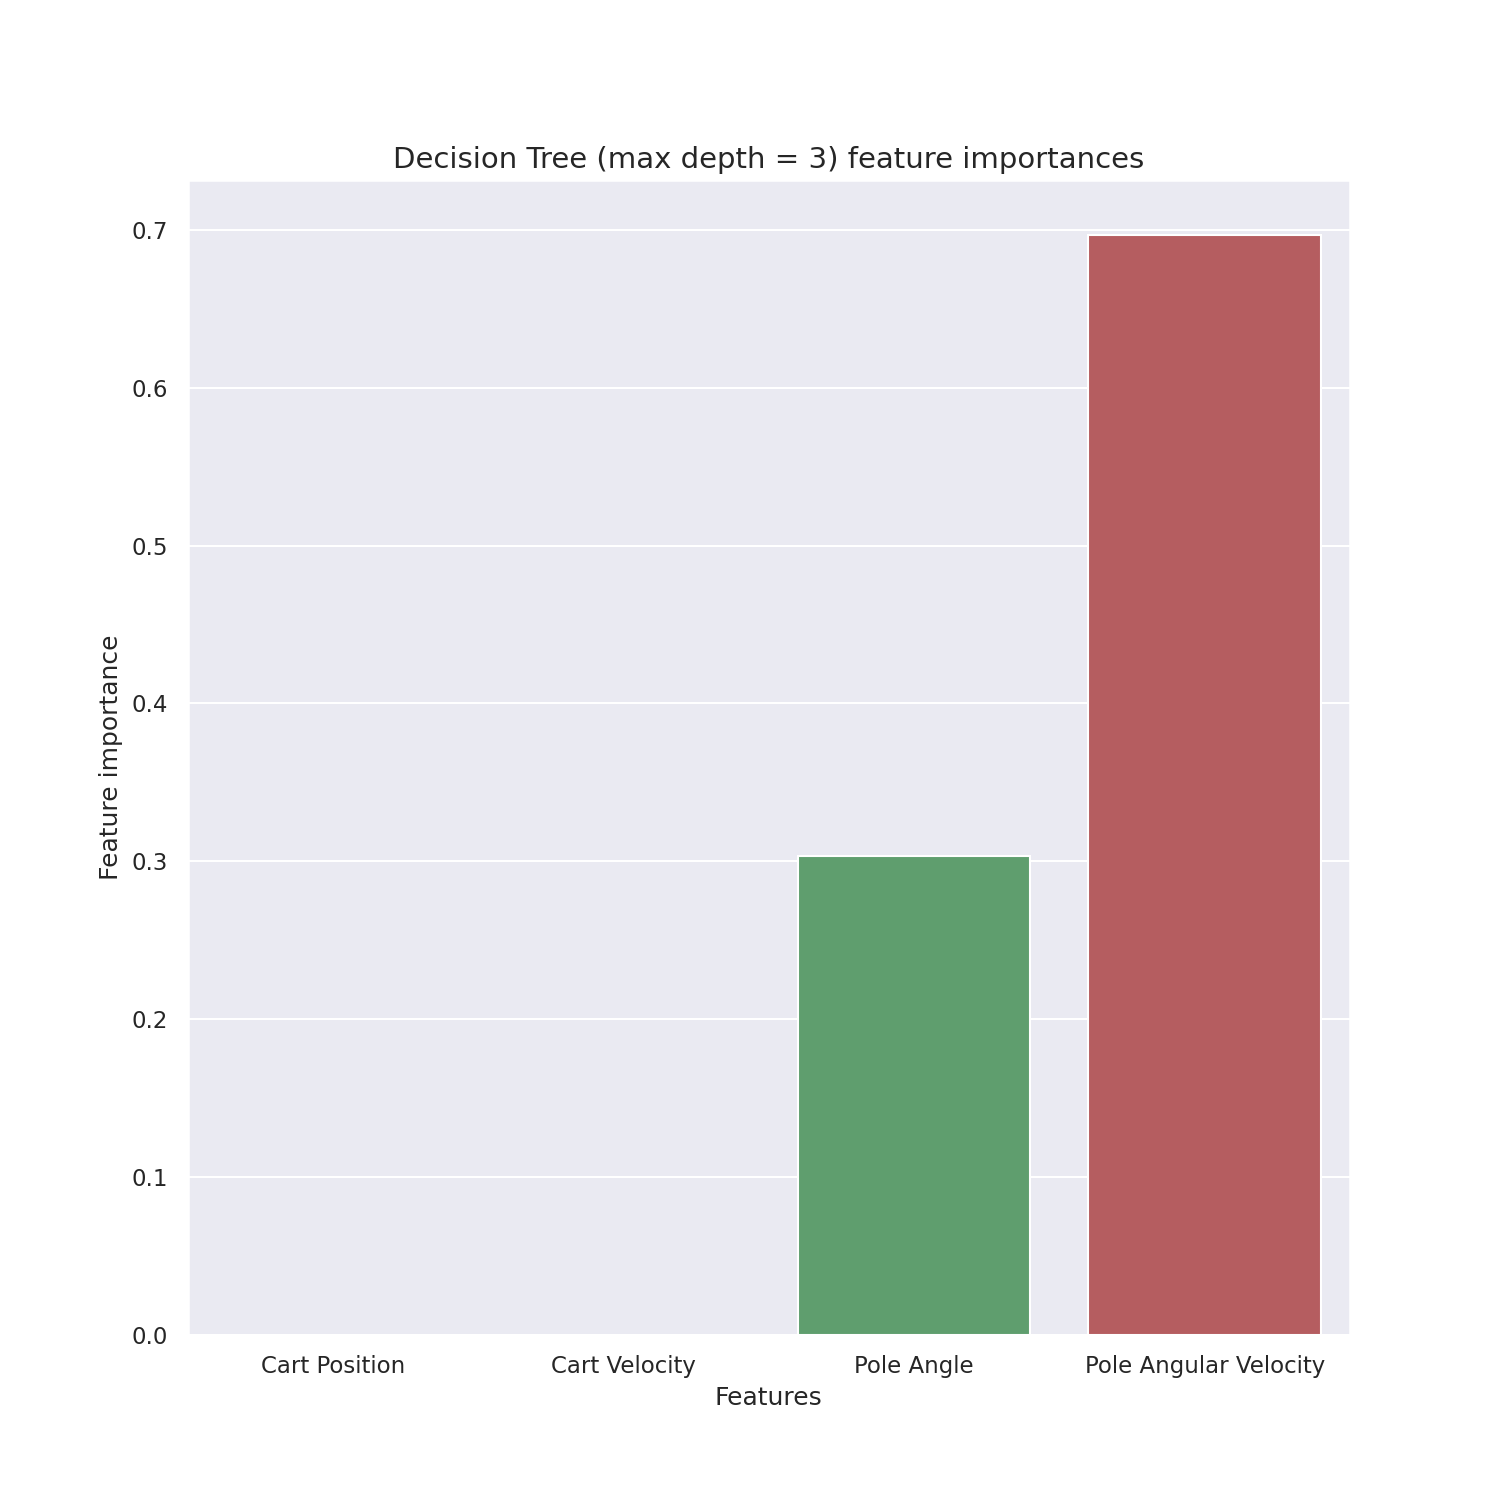 Decision Tree (max depth = 3) feature importances
0.7
0.6
0.5
0.4
0.3
0.2
0.1
0.0
Feature importance
Cart Position
Cart Velocity
Pole Angle
Pole Angular Velocity
Features